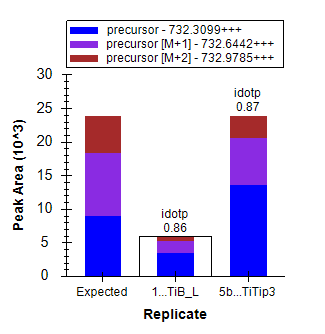 precursor - 732.3099+++
precursor [M+1] - 732.6442+++
precursor [M+2] - 732.9785+++
Peak Area (10^3)
30
25
20
15
10
5
0
idotp
0.87
idotp
0.86
Expected
1...TiB_L
5b...TiTip3
Replicate